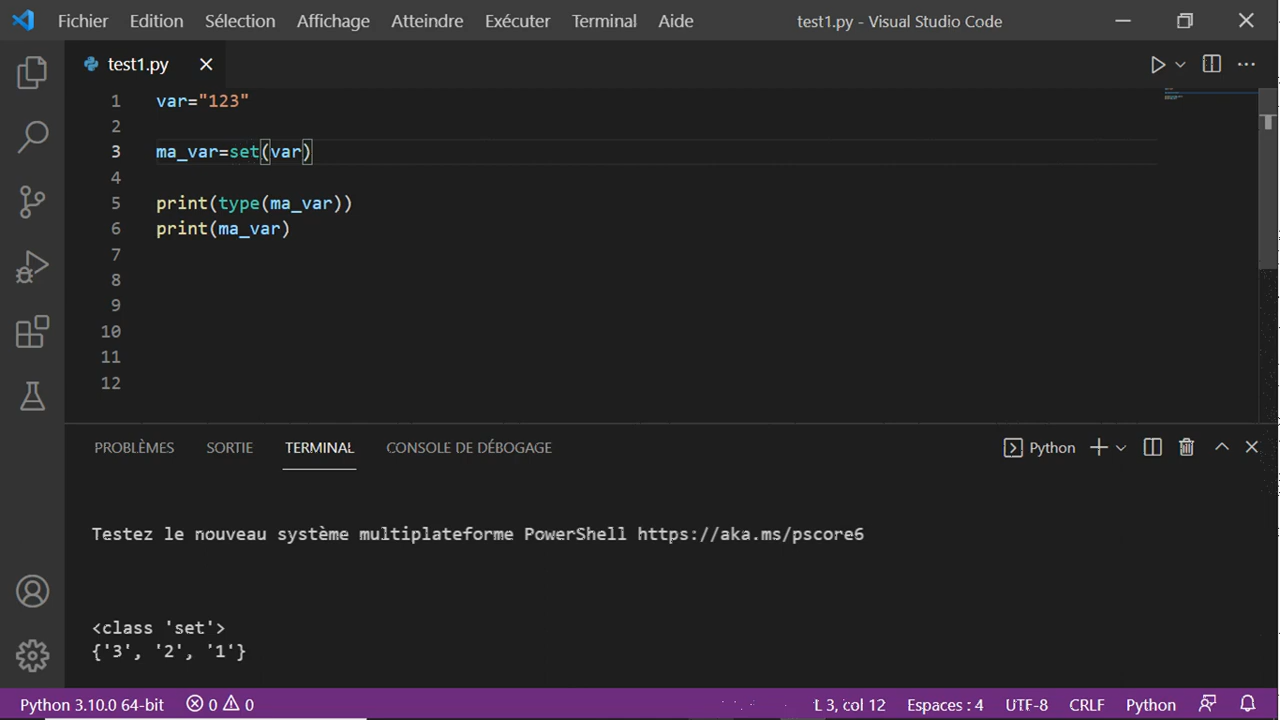 Fichier Edition Sélection Affichage Atteindre Exécuter Terminal Aide test1.py - Visual Studio Code
test1.py
1 var="123"
2
3 ma_var=set(var)
4
5 print(type(ma_var))
6 print(ma_var)
7
8
9
10
11
12
PROBLÈMES SORTIE TERMINAL CONSOLE DE DÉBOGAGE Python
Testez le nouveau système multiplateforme PowerShell https://aka.ms/pscore6
<class 'set'>
{'3', '2', '1'}
Python 3.10.0 64-bit 0 0 L 3, col 12 Espaces : 4 UTF-8 CRLF Python